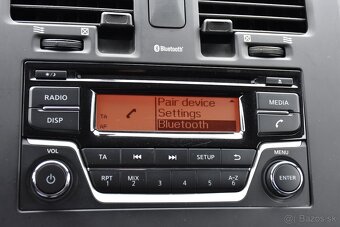 Bluetooth
RADIO
DISP
MEDIA
TA
AF
Pair device
Settings
Bluetooth
VOL
TA
SETUP
MENU
RPT
1
MIX
2
3
4
5
A-Z
6
ENTER
© Bazos.sk